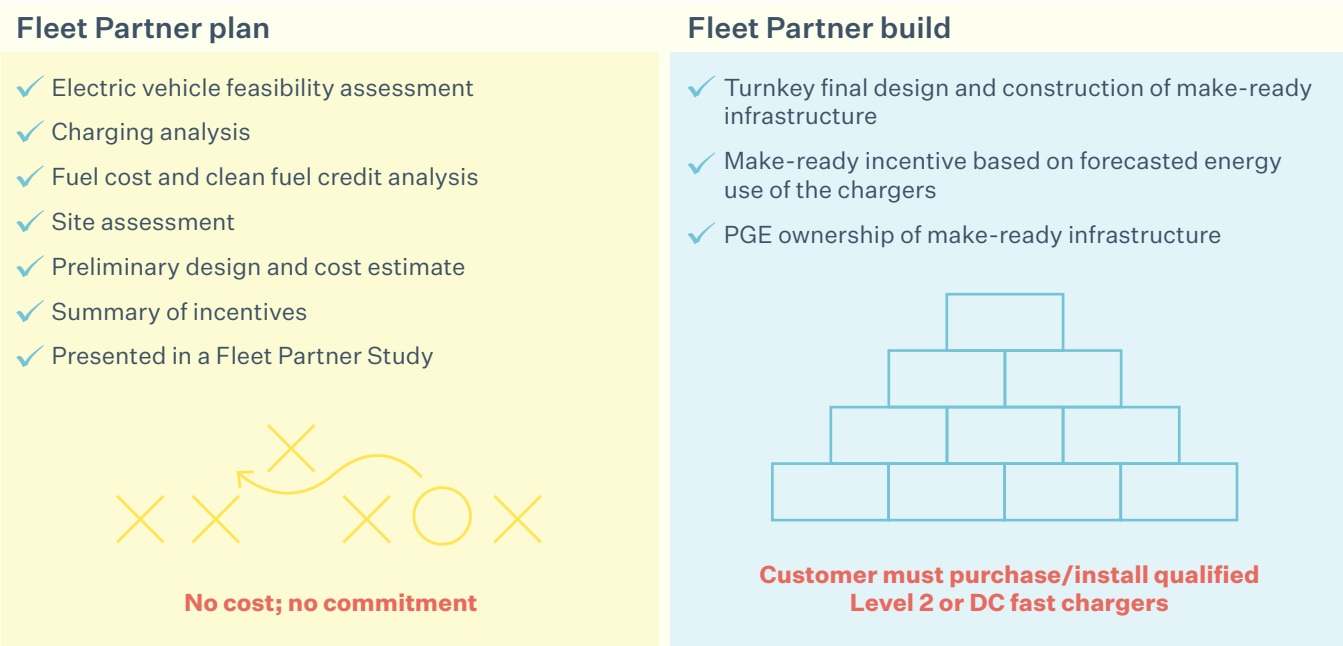 Fleet Partner plan
Electric vehicle feasibility assessment
Charging analysis
Fuel cost and clean fuel credit analysis
Site assessment
Preliminary design and cost estimate
Summary of incentives
Presented in a Fleet Partner Study
No cost; no commitment
Fleet Partner build
Turnkey final design and construction of make-ready
infrastructure
Make-ready incentive based on forecasted energy
use of the chargers
PGE ownership of make-ready infrastructure
Customer must purchase/install qualified
Level 2 or DC fast chargers